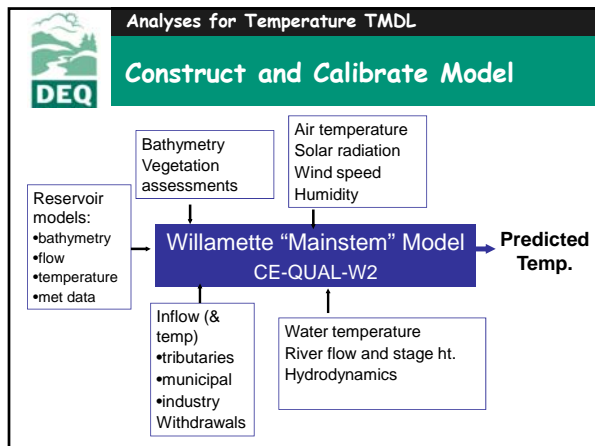 Analyses for Temperature TMDL
DEQ
Construct and Calibrate Model
Bathymetry
Vegetation
assessments
Air temperature
Solar radiation
Wind speed
Humidity
Reservoir
models:
•bathymetry
•flow
•temperature
•met data
Willamette “Mainstem” Model
CE-QUAL-W2
Predicted
Temp.
Inflow (&
temp)
•tributaries
•municipal
•industry
Withdrawals
Water temperature
River flow and stage ht.
Hydrodynamics